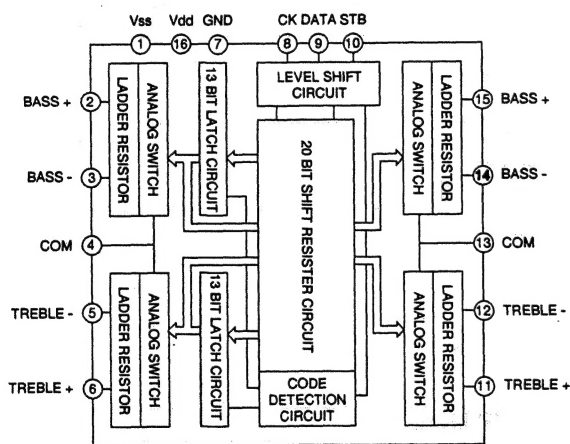 Vss Vdd GND CK DATA STB
1 16 7 8 9 10
LEVEL SHIFT
CIRCUIT
BASS + 2
BASS - 3
COM 4
TREBLE - 5
TREBLE + 6
LADDER RESISTOR
ANALOG SWITCH
13 BIT LATCH CIRCUIT
LADDER RESISTOR
ANALOG SWITCH
13 BIT LATCH CIRCUIT
20 BIT SHIFT RESISTER CIRCUIT
CODE
DETECTION
CIRCUIT
ANALOG SWITCH
LADDER RESISTOR
ANALOG SWITCH
LADDER RESISTOR
15 BASS +
14 BASS -
13 COM
12 TREBLE -
11 TREBLE +